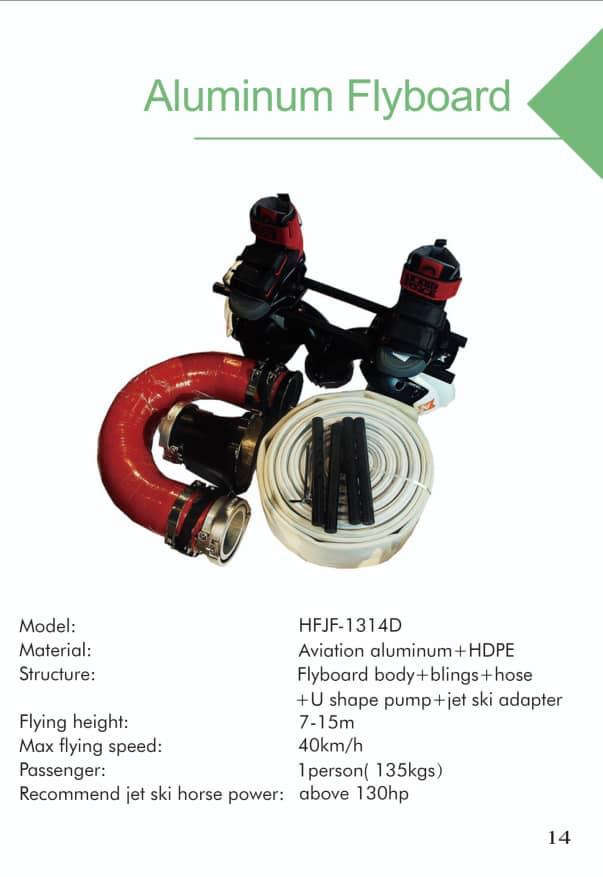 Aluminum Flyboard
Model: HFJF-1314D
Material: Aviation aluminum+HDPE
Structure: Flyboard body+blings+hose
+U shape pump+jet ski adapter
Flying height: 7-15m
Max flying speed: 40km/h
Passenger: 1person( 135kgs)
Recommend jet ski horse power: above 130hp
14